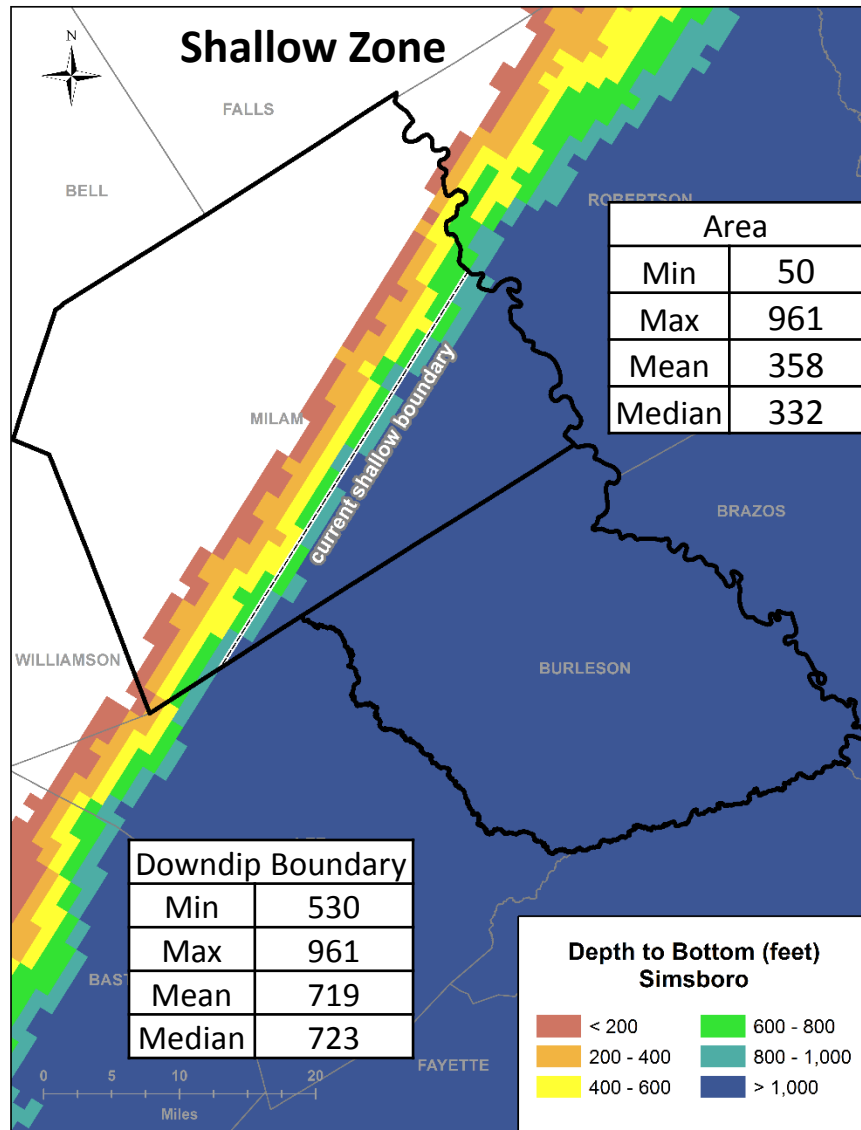 Shallow Zone
N
FALLS
BELL
ROBERTSON
Area
Min 50
Max 961
Mean 358
Median 332
current shallow boundary
MILAM
BRAZOS
WILLIAMSON
BURLESON
Downdip Boundary
Min 530
Max 961
Mean 719
Median 723
FAYETTE
0 5 10 20
Miles
Depth to Bottom (feet)
Simsboro
< 200
200 - 400
400 - 600
600 - 800
800 - 1,000
> 1,000